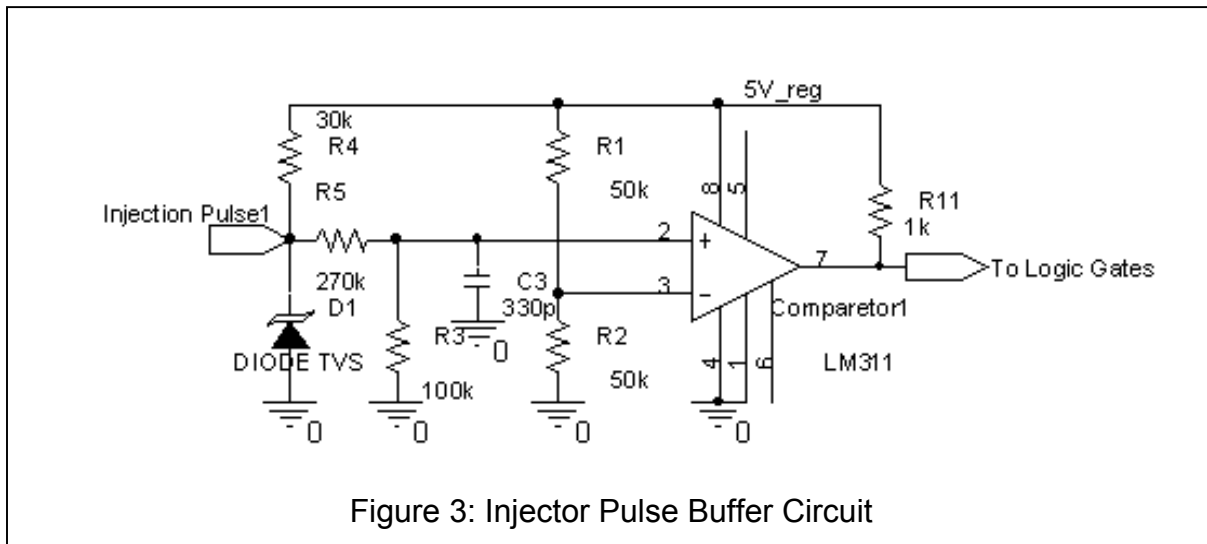 5V_reg
30k
R4
R1
R5
50k
8
5
R11
1k
Injection Pulse1
2
+
7
To Logic Gates
270k
C3
3
-
D1
330p
Comparetor1
0
R3
R2
DIODE TVS
4
1
6
LM311
100k
50k
0
0
0
0
Figure 3: Injector Pulse Buffer Circuit